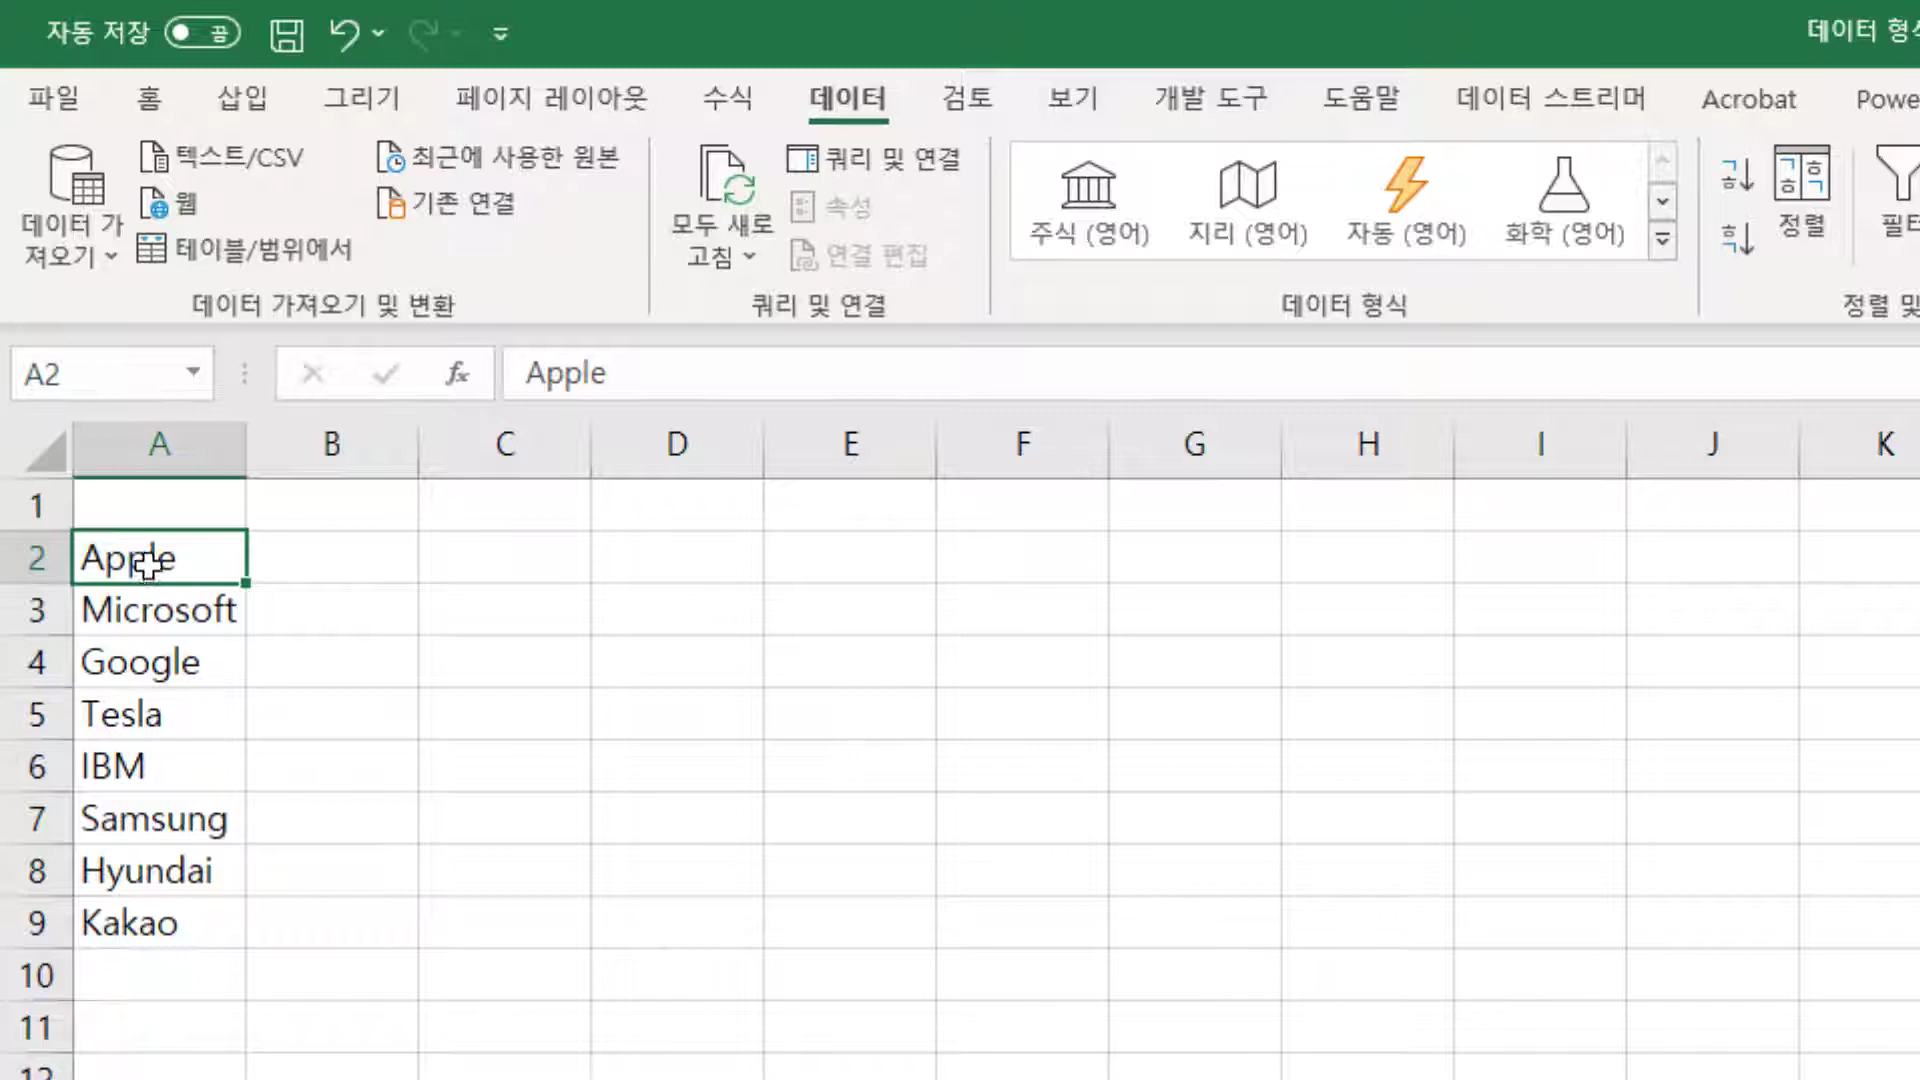 자동 저장 끔
데이터 형식
파일 홈 삽입 그리기 페이지 레이아웃 수식 데이터 검토 보기 개발 도구 도움말 데이터 스트리머 Acrobat Powe
데이터 가져오기
텍스트/CSV
웹
테이블/범위에서
최근에 사용한 원본
기존 연결
데이터 가져오기 및 변환
모두 새로 고침
쿼리 및 연결
속성
연결 편집
쿼리 및 연결
주식 (영어) 지리 (영어) 자동 (영어) 화학 (영어)
데이터 형식
정렬
필터
정렬 및
A2 fx Apple
A B C D E F G H I J K
1
2 Apple
3 Microsoft
4 Google
5 Tesla
6 IBM
7 Samsung
8 Hyundai
9 Kakao
10
11
12